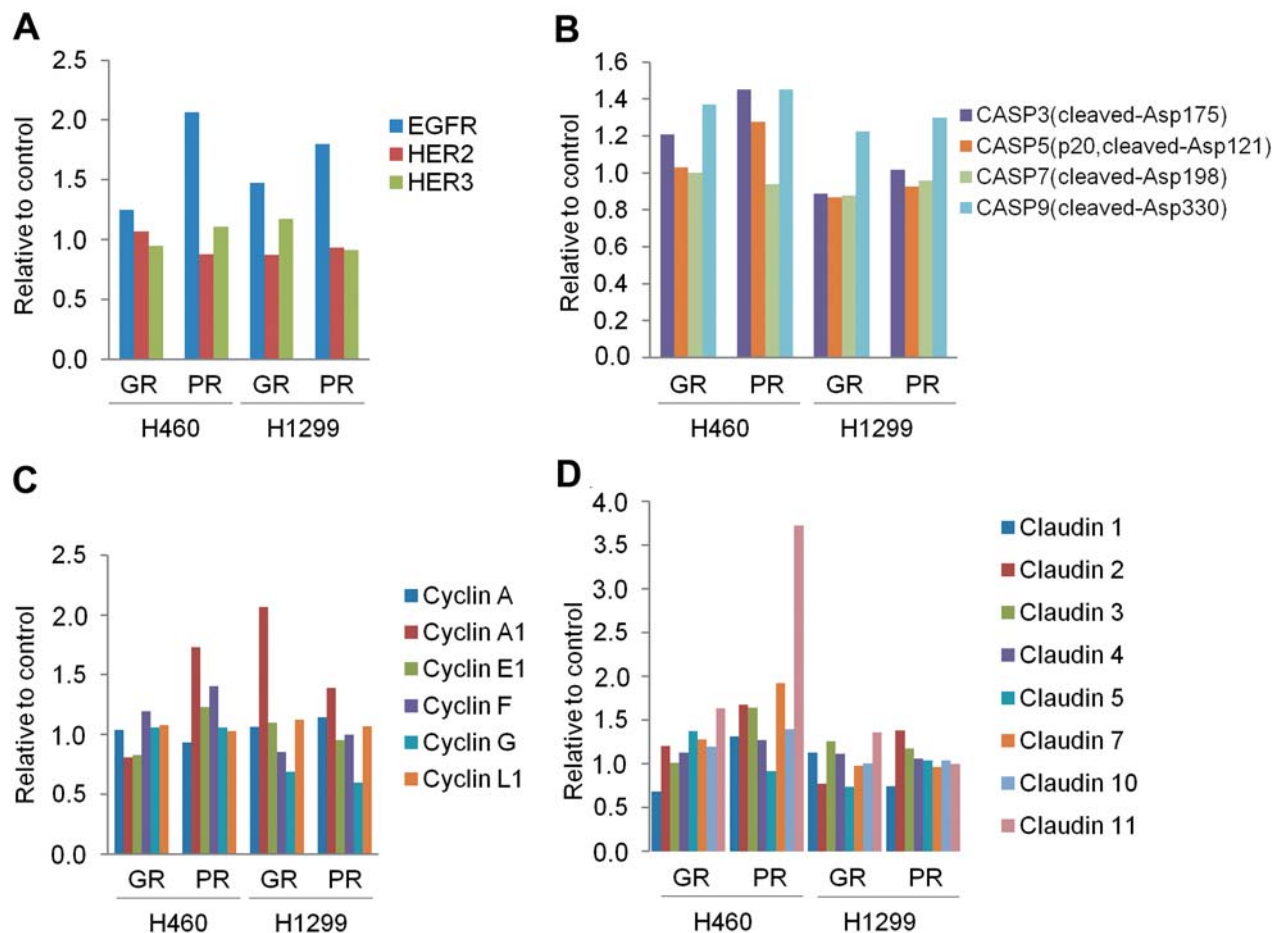 A
Relative to control
2.5
2.0
1.5
1.0
0.5
0.0
GR PR GR PR
H460 H1299
EGFR
HER2
HER3
B
Relative to control
1.6
1.4
1.2
1.0
0.8
0.6
0.4
0.2
0.0
GR PR GR PR
H460 H1299
CASP3(cleaved-Asp175)
CASP5(p20,cleaved-Asp121)
CASP7(cleaved-Asp198)
CASP9(cleaved-Asp330)
C
Relative to control
2.5
2.0
1.5
1.0
0.5
0.0
GR PR GR PR
H460 H1299
Cyclin A
Cyclin A1
Cyclin E1
Cyclin F
Cyclin G
Cyclin L1
D
Relative to control
4.0
3.5
3.0
2.5
2.0
1.5
1.0
0.5
0.0
GR PR GR PR
H460 H1299
Claudin 1
Claudin 2
Claudin 3
Claudin 4
Claudin 5
Claudin 7
Claudin 10
Claudin 11